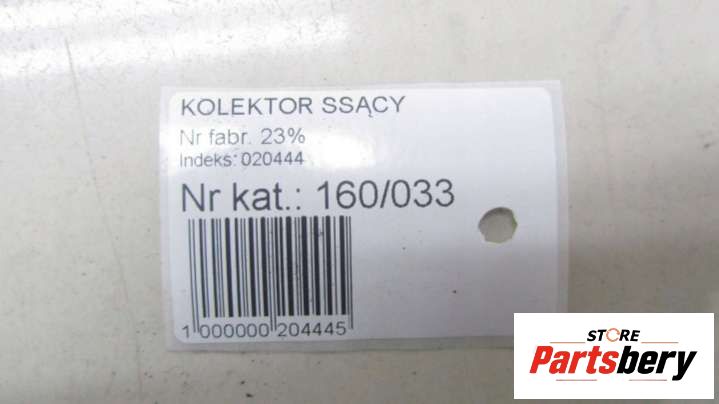 KOLEKTOR SSĄCY
Nr fabr. 23%
Indeks: 020444
Nr kat.: 160/033
1 000000 204445
STORE
Partsbery